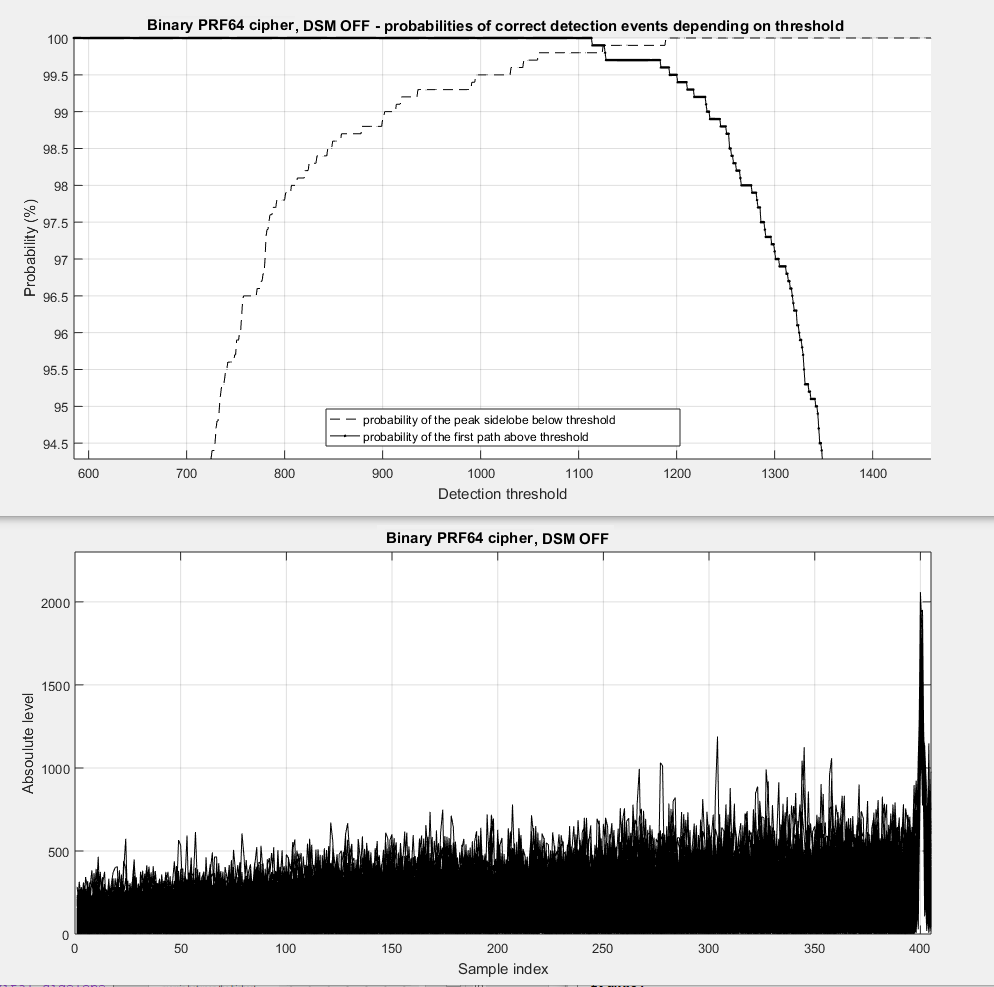 Binary PRF64 cipher, DSM OFF - probabilities of correct detection events depending on threshold
100
99.5
99
98.5
98
97.5
97
96.5
96
95.5
95
94.5
Probability (%)
probability of the peak sidelobe below threshold
probability of the first path above threshold
600 700 800 900 1000 1100 1200 1300 1400
Detection threshold
Binary PRF64 cipher, DSM OFF
2000
1500
1000
500
0
Absoulute level
0 50 100 150 200 250 300 350 400
Sample index